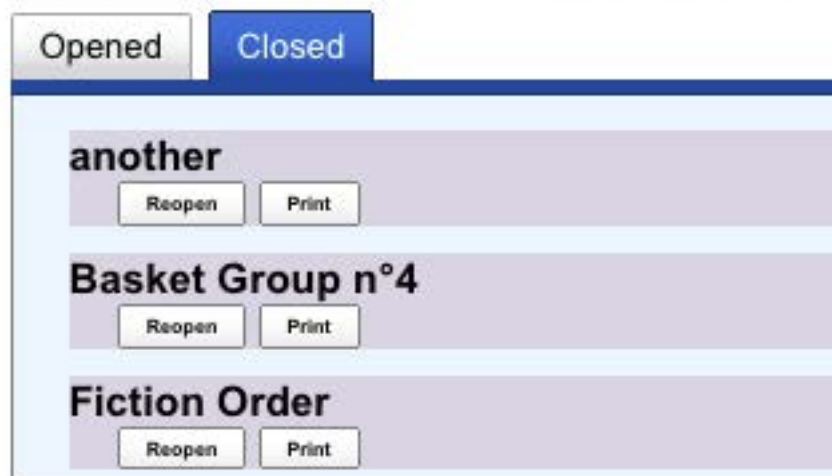 Opened Closed
another
Reopen Print
Basket Group n°4
Reopen Print
Fiction Order
Reopen Print